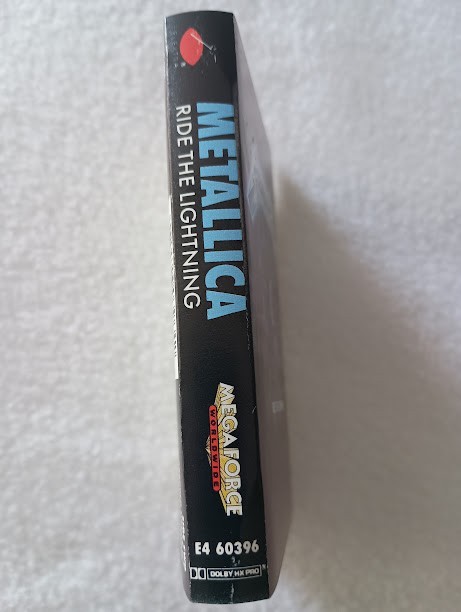 METALLICA
RIDE THE LIGHTNING
MEGAFORCE
WORLDWIDE
E4 60396
DOLBY HX PRO